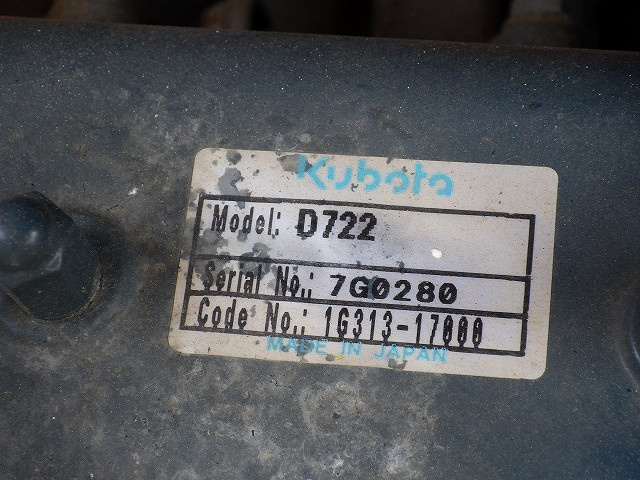 Kubota
Model: D722
Serial No.: 7G0280
Code No.: 1G313-17000
MADE IN JAPAN